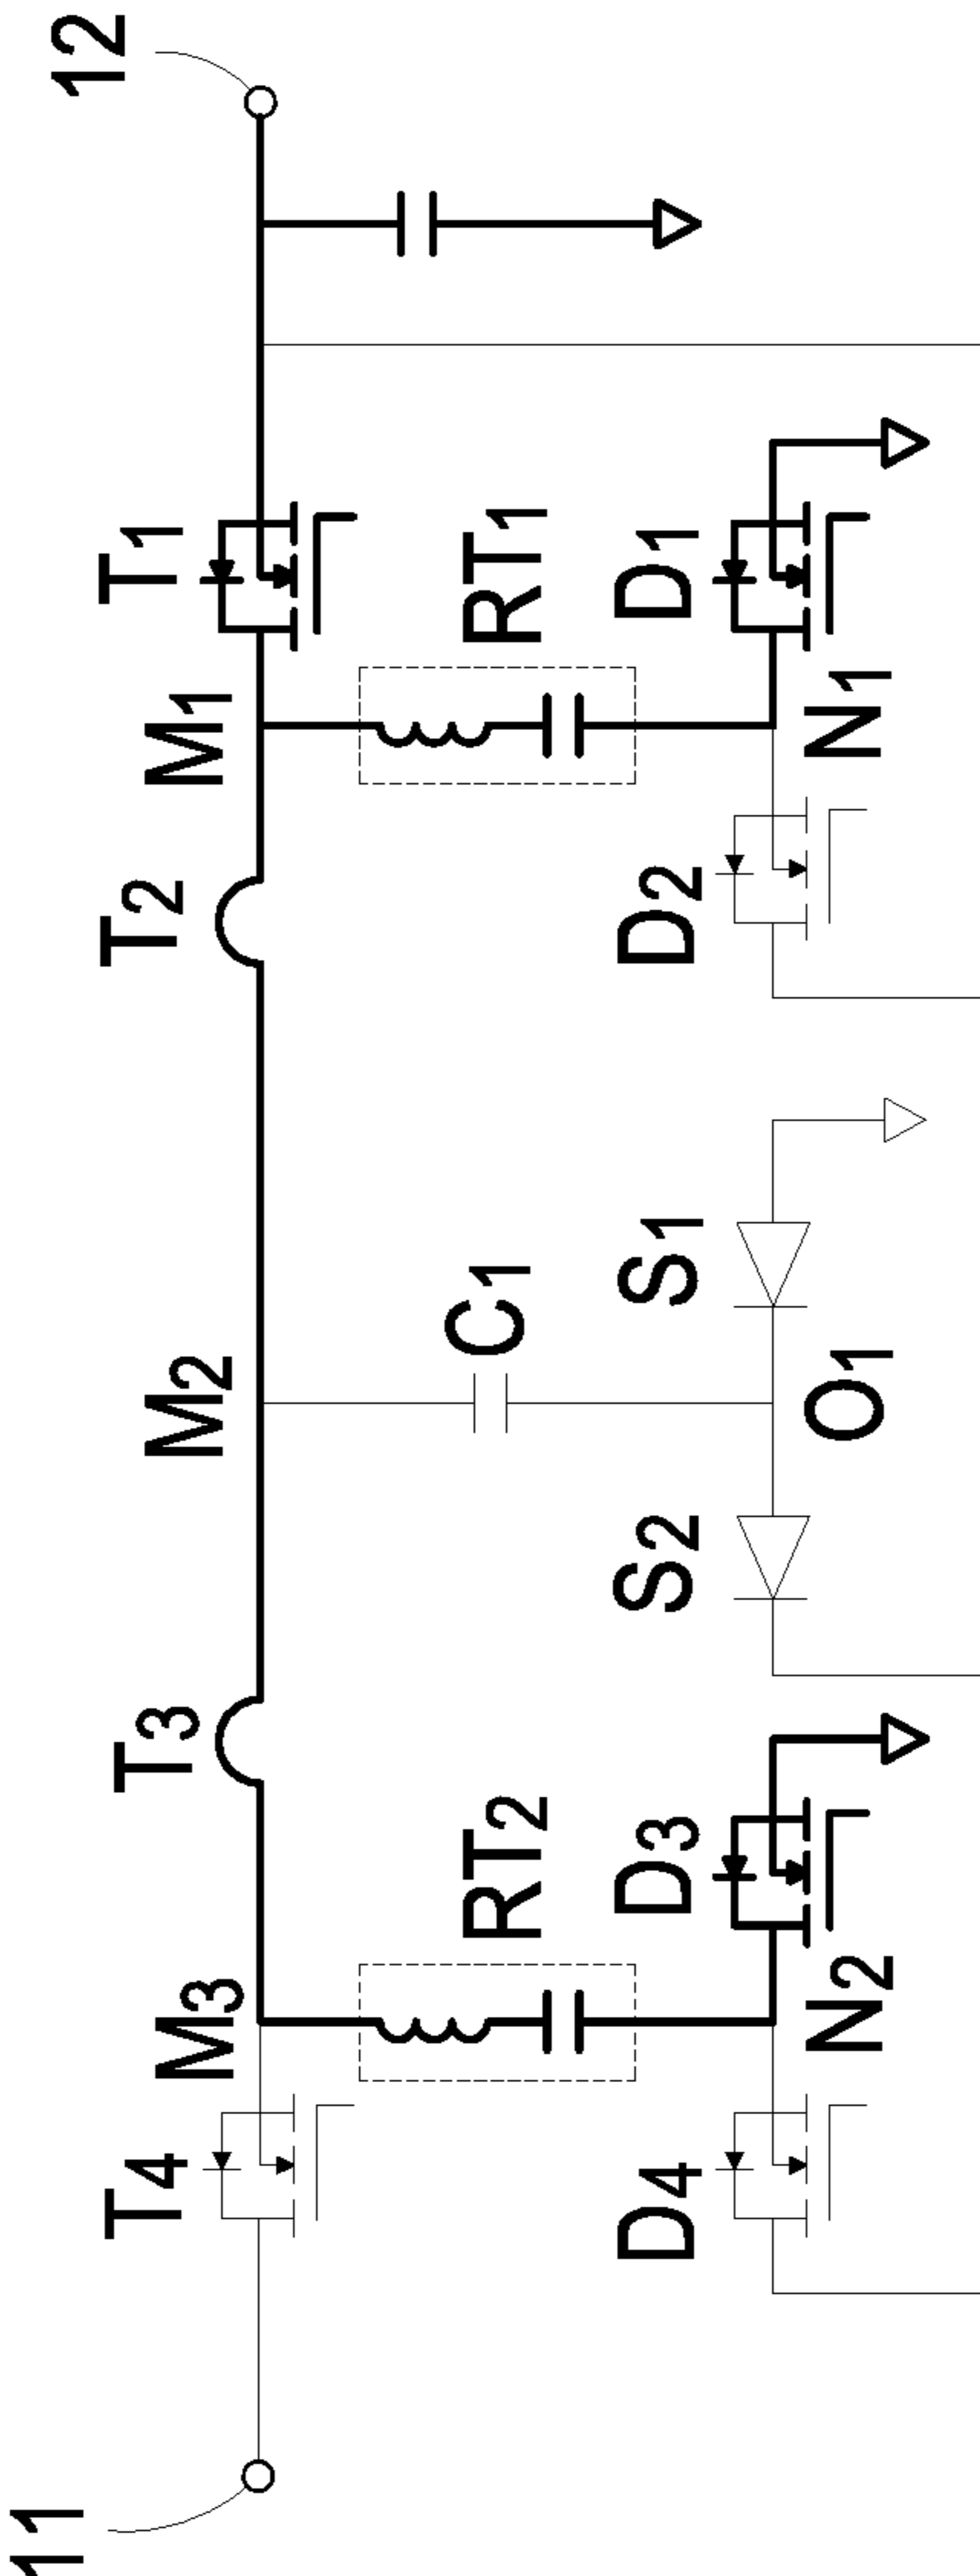 11 12
T4 T3 T2 T1
M3 M2 M1
RT2 C1 RT1
D4 D3 S2 S1 D2 D1
N2 O1 N1